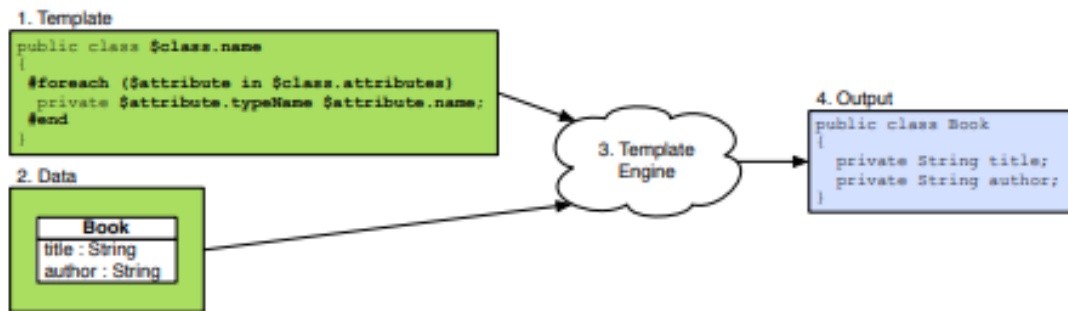 1. Template
public class $class.name
{
#foreach ($attribute in $class.attributes)
private $attribute.typeName $attribute.name;
#end
}
2. Data
Book
title : String
author : String
3. Template
Engine
4. Output
public class Book
{
private String title;
private String author;
}